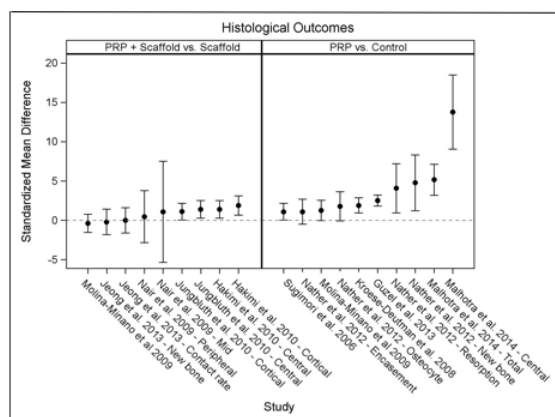 Histological Outcomes
PRP + Scaffold vs. Scaffold
PRP vs. Control
Standardized Mean Difference
20
15
10
5
0
-5
Molina-Minano et al. 2009
Jeong et al. 2013 - New bone
Jeong et al. 2013 - Contact rate
Nair et al. 2009 - Peripheral
Nair et al. 2009 - Mid
Jungbluth et al. 2010 - Cortical
Jungbluth et al. 2010 - Central
Hakimi et al. 2010 - Central
Hakimi et al. 2010 - Cortical
Sugimori et al. 2006
Nather et al. 2012 - Encasement
Molina-Minano et al. 2009
Nather et al. 2012 - Osteocyte
Kroese-Deutman et al. 2008
Guzel et al. 2013
Nather et al. 2012 - Resorption
Nather et al. 2012 - New bone
Malhotra et al. 2014 - Total
Malhotra et al. 2014 - Central
Study